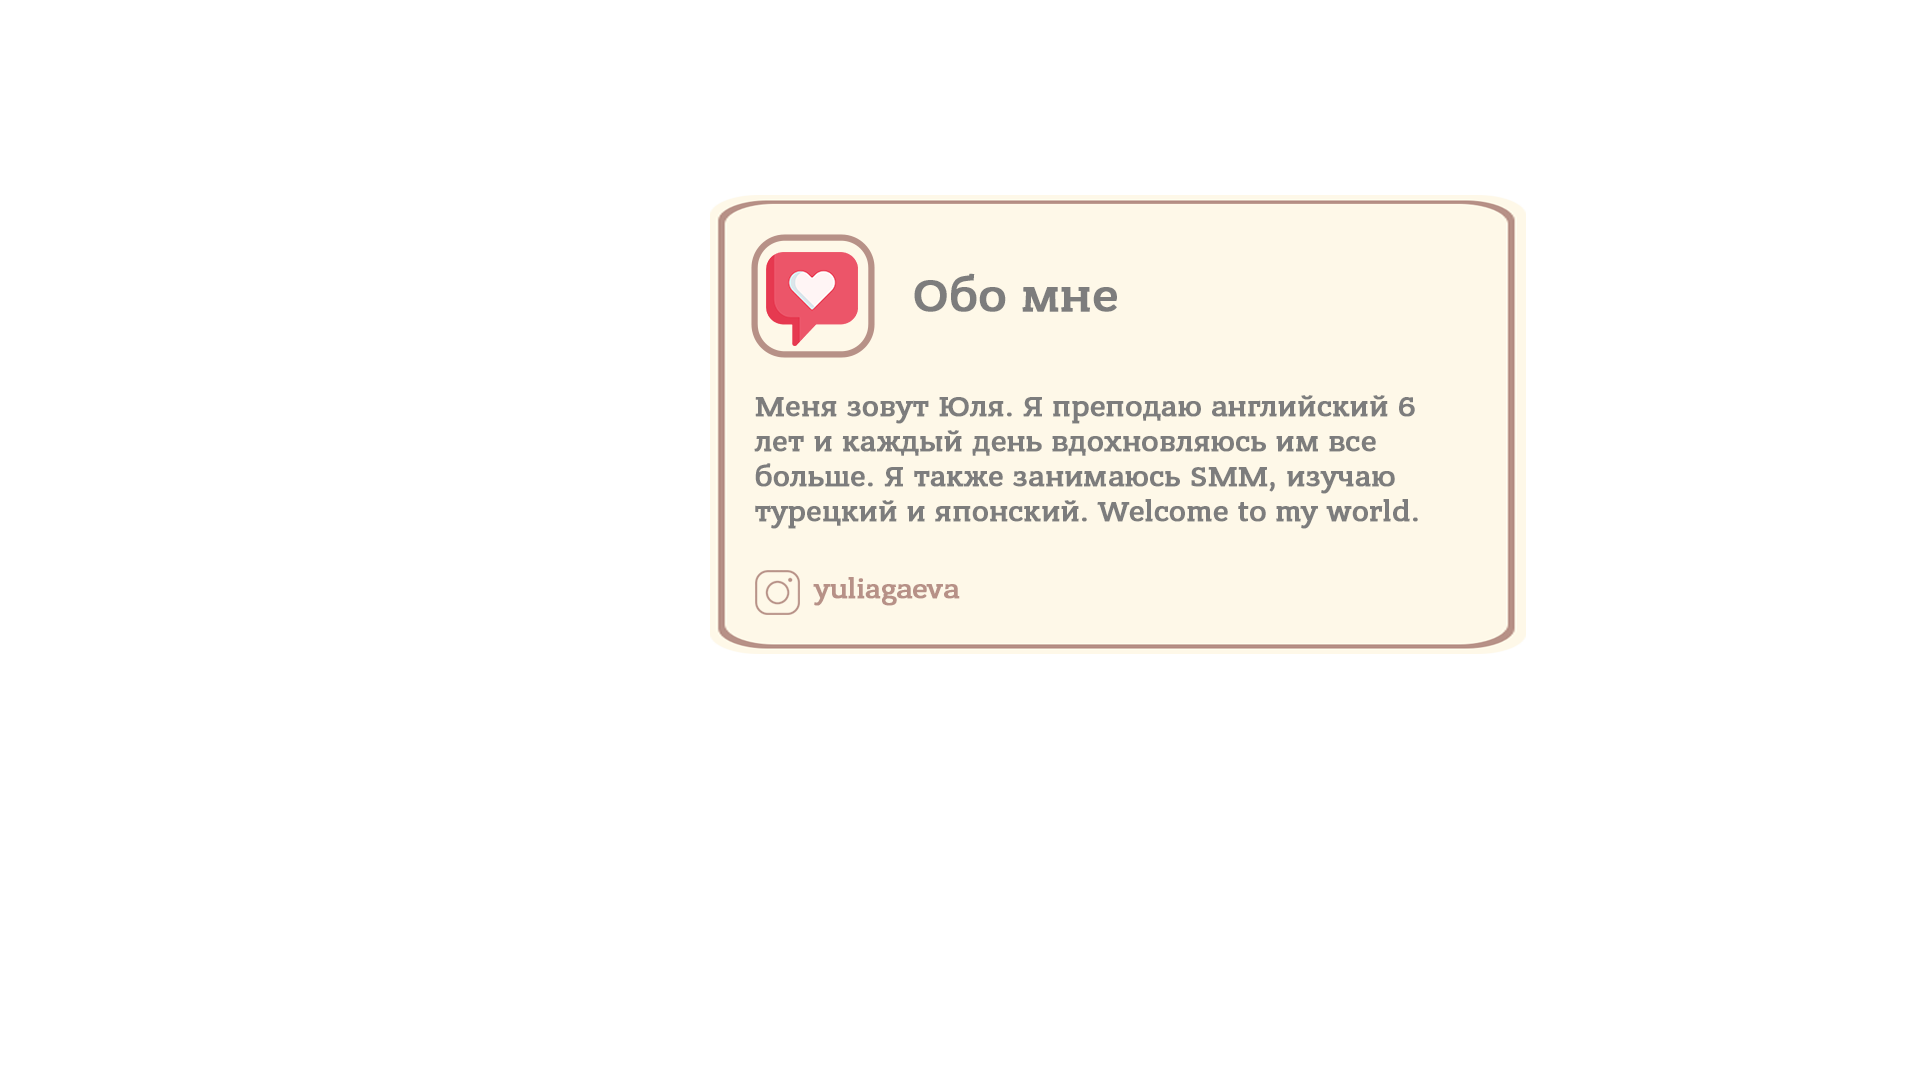 Обо мне
Меня зовут Юля. Я преподаю английский 6
лет и каждый день вдохновляюсь им все
больше. Я также занимаюсь SMM, изучаю
турецкий и японский. Welcome to my world.
yuliagaeva